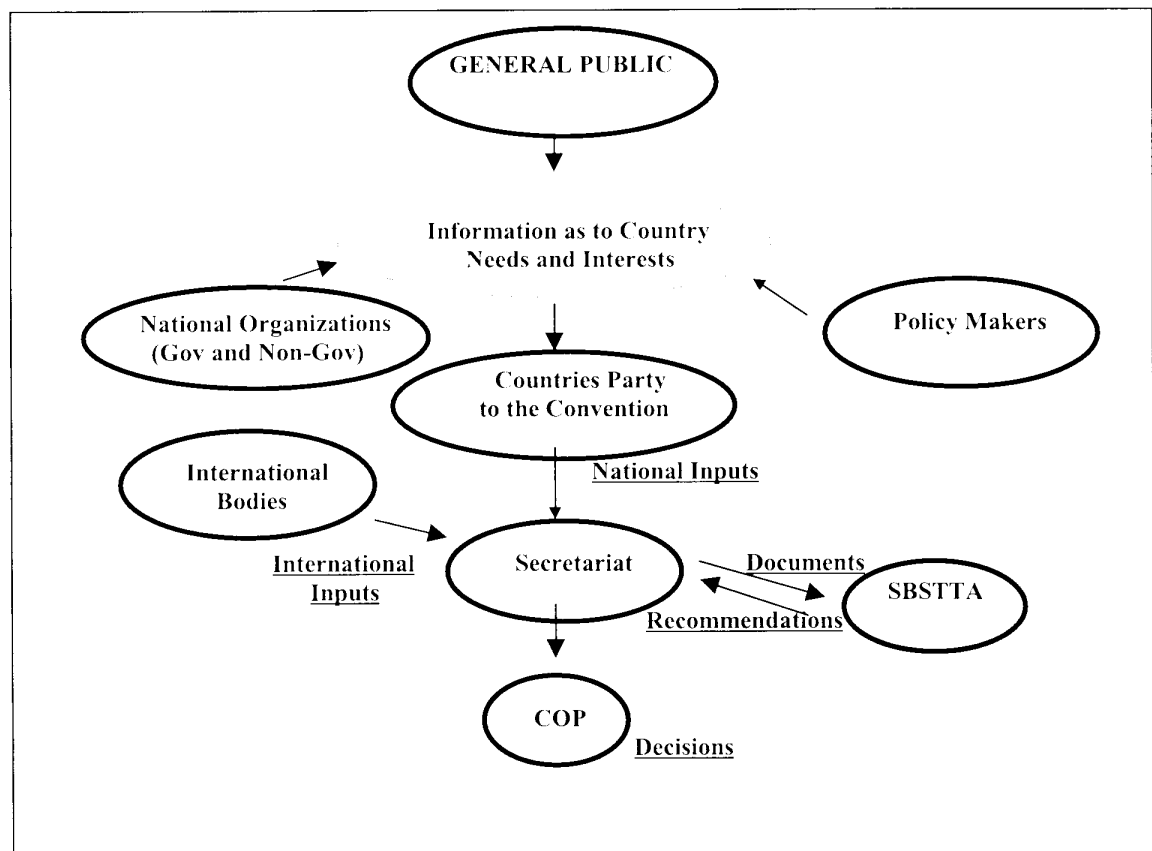 GENERAL PUBLIC
Information as to Country
Needs and Interests
National Organizations
(Gov and Non-Gov)
Policy Makers
Countries Party
to the Convention
National Inputs
International
Bodies
International
Inputs
Secretariat
Documents
Recommendations
SBSTTA
COP
Decisions